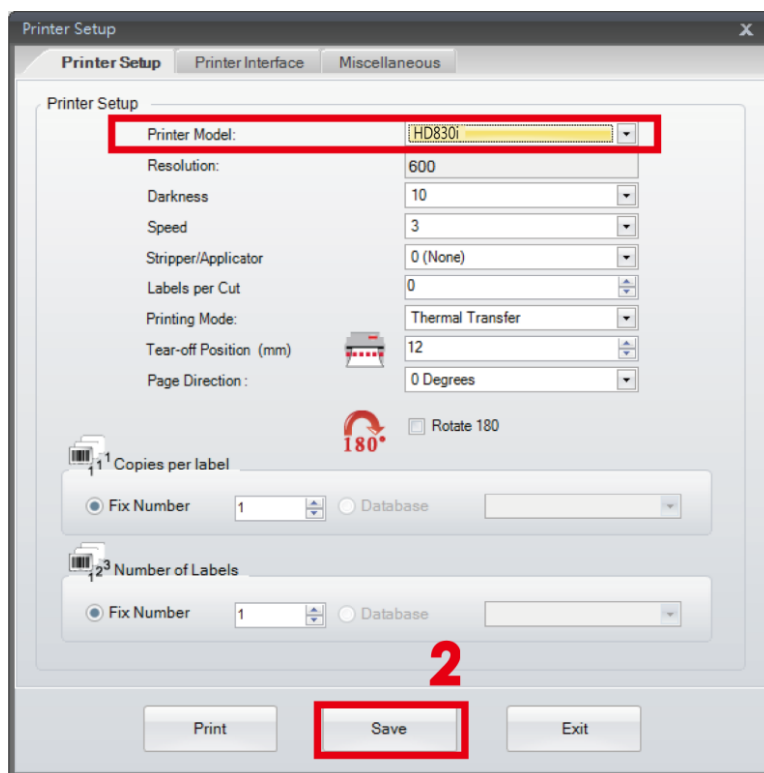 Printer Setup x
Printer Setup Printer Interface Miscellaneous
Printer Setup
Printer Model: HD830i
Resolution: 600
Darkness 10
Speed 3
Stripper/Applicator 0 (None)
Labels per Cut 0
Printing Mode: Thermal Transfer
Tear-off Position (mm) 12
Page Direction : 0 Degrees
180° Rotate 180
1 1 1 Copies per label
Fix Number 1 Database
1 2 3 Number of Labels
Fix Number 1 Database
2
Print Save Exit